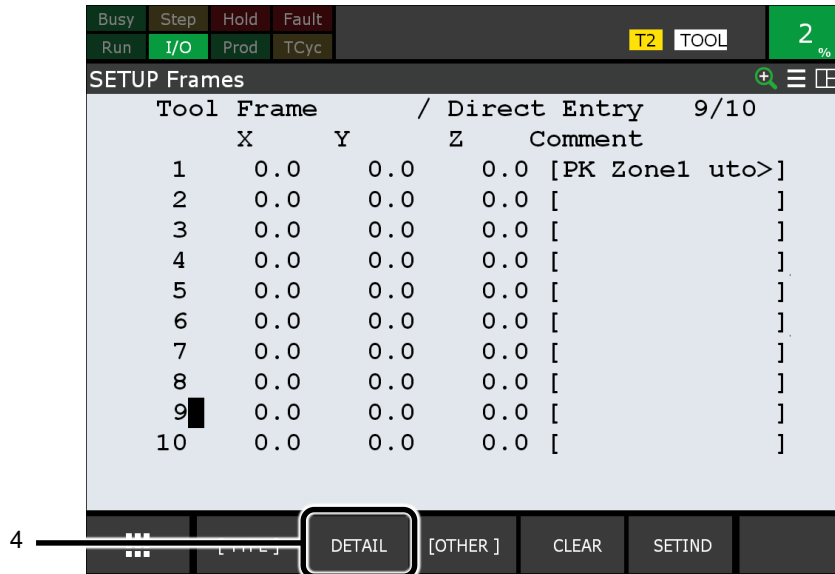 Busy Step Hold Fault
Run I/O Prod TCyc T2 TOOL 2 %
SETUP Frames
Tool Frame / Direct Entry 9/10
X Y Z Comment
1 0.0 0.0 0.0 [PK Zone1 uto>]
2 0.0 0.0 0.0 [ ]
3 0.0 0.0 0.0 [ ]
4 0.0 0.0 0.0 [ ]
5 0.0 0.0 0.0 [ ]
6 0.0 0.0 0.0 [ ]
7 0.0 0.0 0.0 [ ]
8 0.0 0.0 0.0 [ ]
9 0.0 0.0 0.0 [ ]
10 0.0 0.0 0.0 [ ]
4 [ TYPE ] DETAIL [OTHER ] CLEAR SETIND